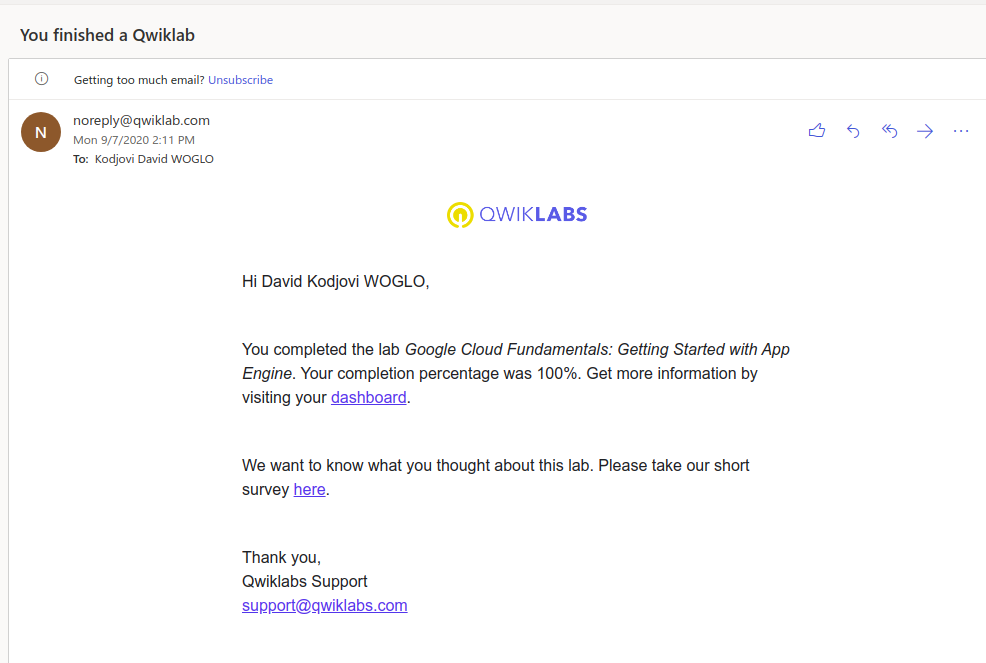 You finished a Qwiklab
Getting too much email? Unsubscribe
N
noreply@qwiklab.com
Mon 9/7/2020 2:11 PM
To: Kodjovi David WOGLO
QWIKLABS
Hi David Kodjovi WOGLO,
You completed the lab Google Cloud Fundamentals: Getting Started with App
Engine. Your completion percentage was 100%. Get more information by
visiting your dashboard.
We want to know what you thought about this lab. Please take our short
survey here.
Thank you,
Qwiklabs Support
support@qwiklabs.com